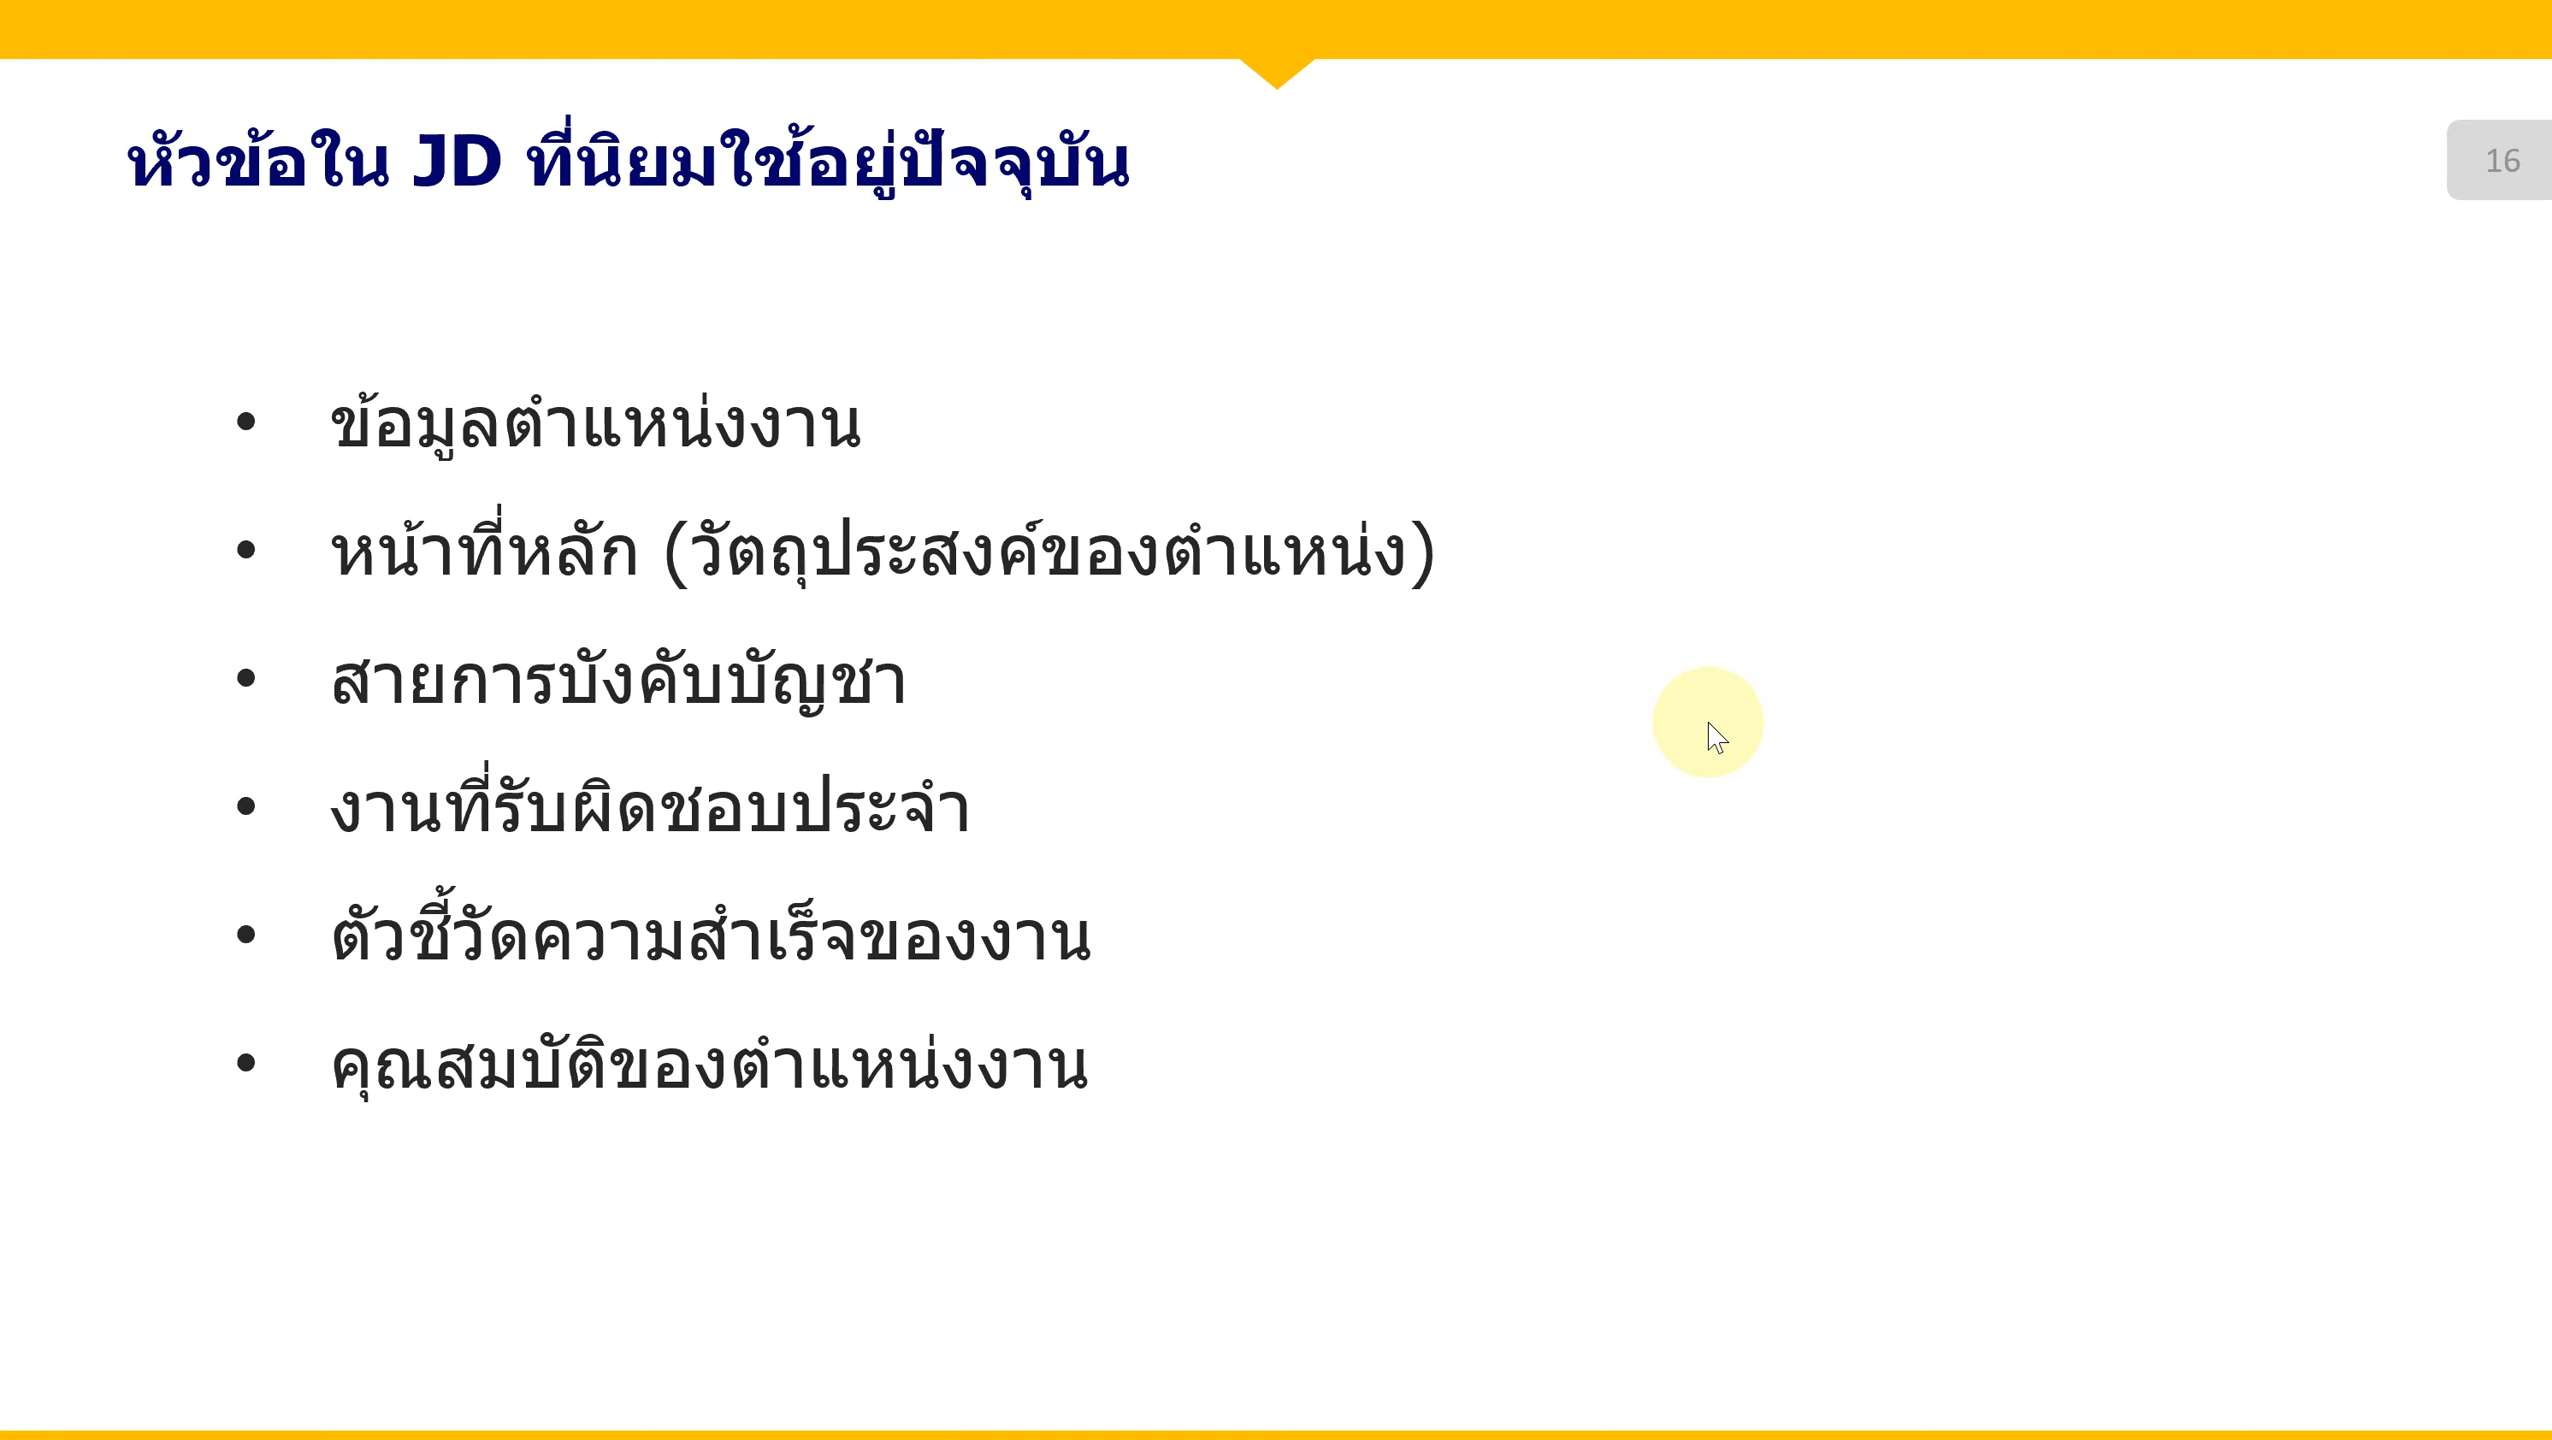 หัวข้อใน JD ที่นิยมใช้อยู่ปัจจุบัน
16
• ข้อมูลตำแหน่งงาน
• หน้าที่หลัก (วัตถุประสงค์ของตำแหน่ง)
• สายการบังคับบัญชา
• งานที่รับผิดชอบประจำ
• ตัวชี้วัดความสำเร็จของงาน
• คุณสมบัติของตำแหน่งงาน